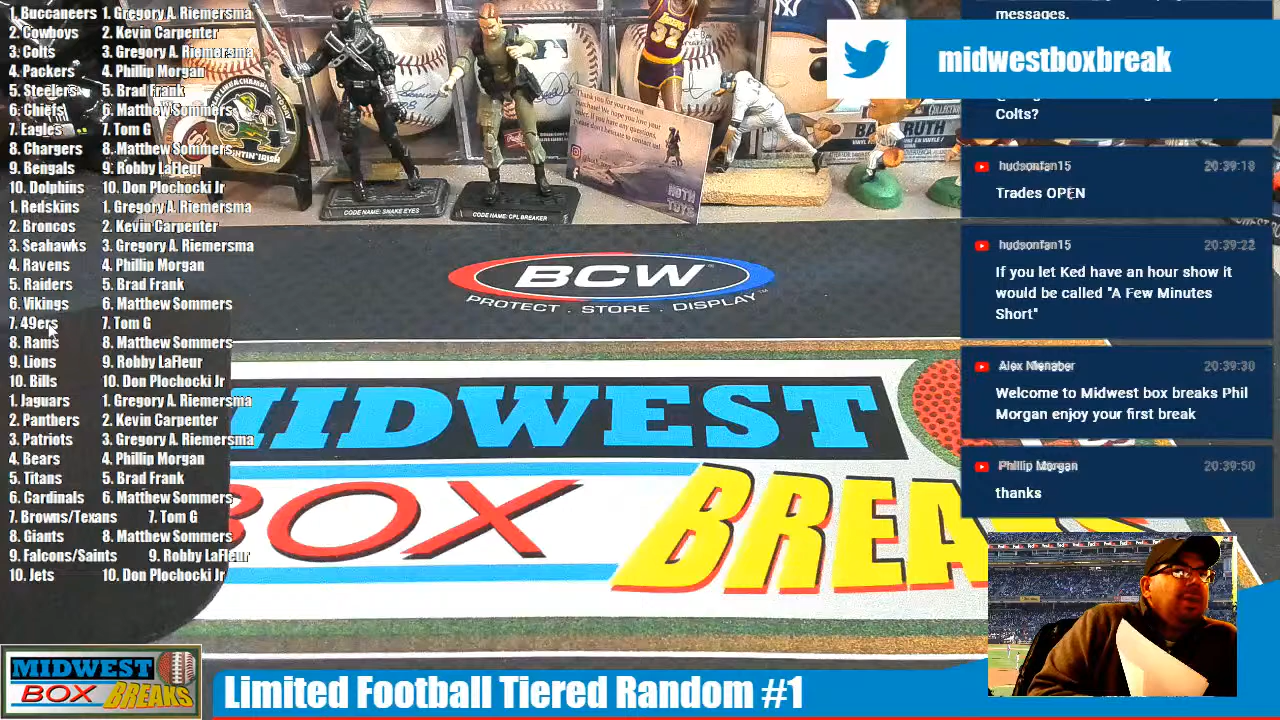 1. Buccaneers 1. Gregory A. Riemersma
2. Cowboys 2. Kevin Carpenter
3. Colts 3. Gregory A. Riemersma
4. Packers 4. Phillip Morgan
5. Steelers 5. Brad Frank
6. Chiefs 6. Matthew Sommers
7. Eagles 7. Tom G
8. Chargers 8. Matthew Sommers
9. Bengals 9. Robby LaFleur
10. Dolphins 10. Don Plochocki Jr
1. Redskins 1. Gregory A. Riemersma
2. Broncos 2. Kevin Carpenter
3. Seahawks 3. Gregory A. Riemersma
4. Ravens 4. Phillip Morgan
5. Raiders 5. Brad Frank
6. Vikings 6. Matthew Sommers
7. 49ers 7. Tom G
8. Rams 8. Matthew Sommers
9. Lions 9. Robby LaFleur
10. Bills 10. Don Plochocki Jr
1. Jaguars 1. Gregory A. Riemersma
2. Panthers 2. Kevin Carpenter
3. Patriots 3. Gregory A. Riemersma
4. Bears 4. Phillip Morgan
5. Titans 5. Brad Frank
6. Cardinals 6. Matthew Sommers
7. Browns/Texans 7. Tom G
8. Giants 8. Matthew Sommers
9. Falcons/Saints 9. Robby LaFleur
10. Jets 10. Don Plochocki Jr
CODE NAME: SNAKE EYES
CODE NAME: CPL BREAKER
Thank you for your recent
HOTH
TOYS
RUTH
BCW
PROTECT . STORE . DISPLAY
MIDWEST
BOX
BREA
messages.
midwestboxbreak
Colts?
hudsonfan15 20:39:18
Trades OPEN
hudsonfan15 20:39:22
If you let Ked have an hour show it
would be called "A Few Minutes
Short"
Alex Menaber 20:39:30
Welcome to Midwest box breaks Phil
Morgan enjoy your first break
Phillip Morgan 20:39:50
thanks
MIDWEST
BOX BREAKS
Limited Football Tiered Random #1